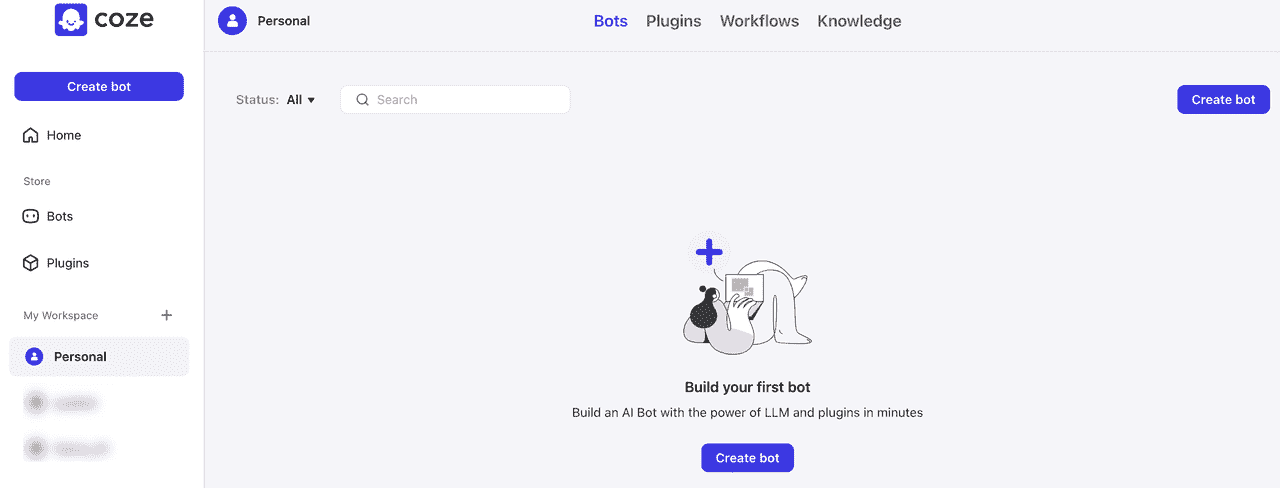 coze
Create bot
Home
Store
Bots
Plugins
My Workspace
Personal
Personal
Bots Plugins Workflows Knowledge
Status: All Search
Create bot
Build your first bot
Build an AI Bot with the power of LLM and plugins in minutes
Create bot